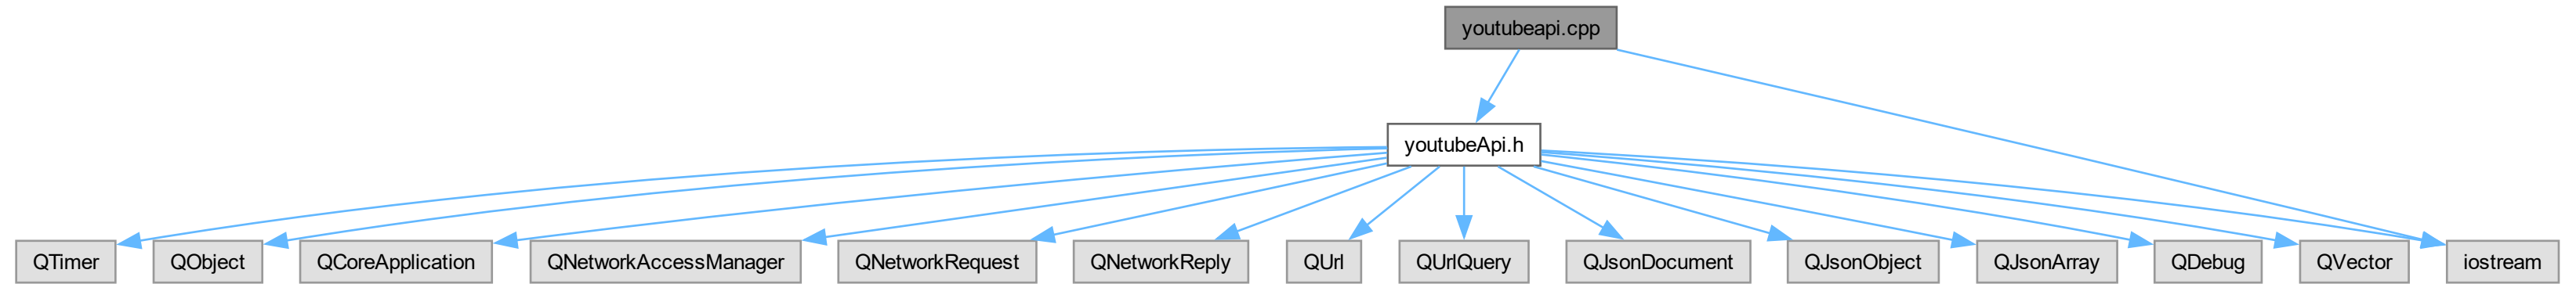 youtubeapi.cpp
youtubeApi.h
QTimer
QObject
QCoreApplication
QNetworkAccessManager
QNetworkRequest
QNetworkReply
QUrl
QUrlQuery
QJsonDocument
QJsonObject
QJsonArray
QDebug
QVector
iostream